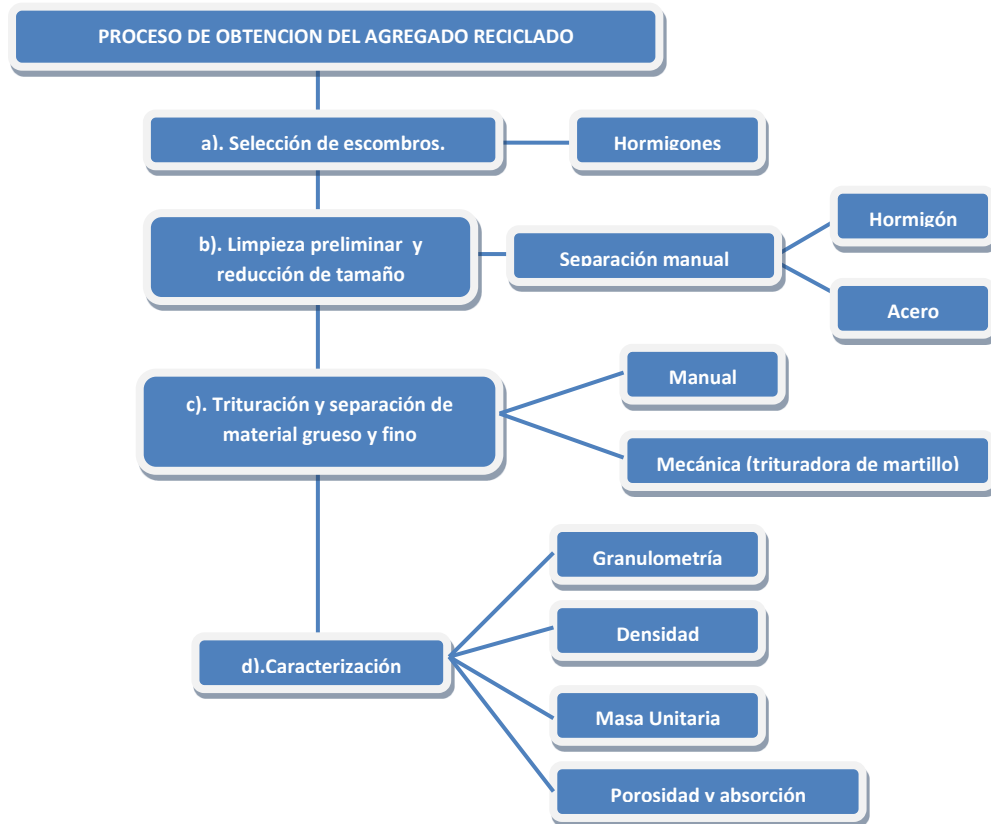 PROCESO DE OBTENCION DEL AGREGADO RECICLADO
a). Selección de escombros.
Hormigones
b). Limpieza preliminar y
reducción de tamaño
Separación manual
Hormigón
Acero
c). Trituración y separación de
material grueso y fino
Manual
Mecánica (trituradora de martillo)
d).Caracterización
Granulometría
Densidad
Masa Unitaria
Porosidad y absorción